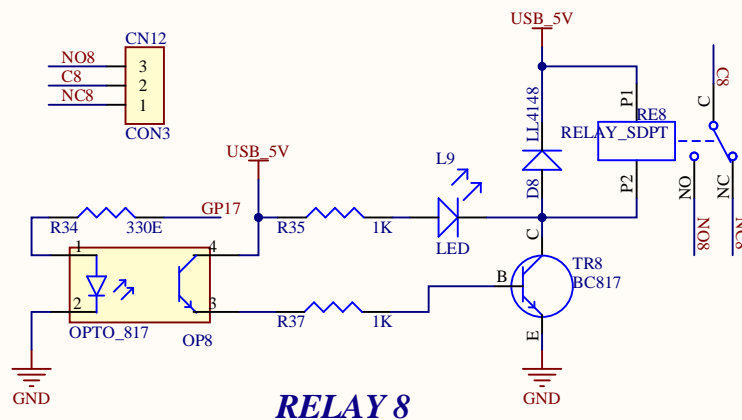 USB_5V
CN12
NO8
3
C8
2
NC8
1
CON3
LL4148
D8
P1
RE8
RELAY_SDPT
P2
C8
C
NO
NC
NO8
NC8
USB_5V
L9
LED
R34
330E
GP17
R35
1K
1
4
2
3
OPTO_817
OP8
R37
1K
C
B
E
TR8
BC817
GND
GND
RELAY 8